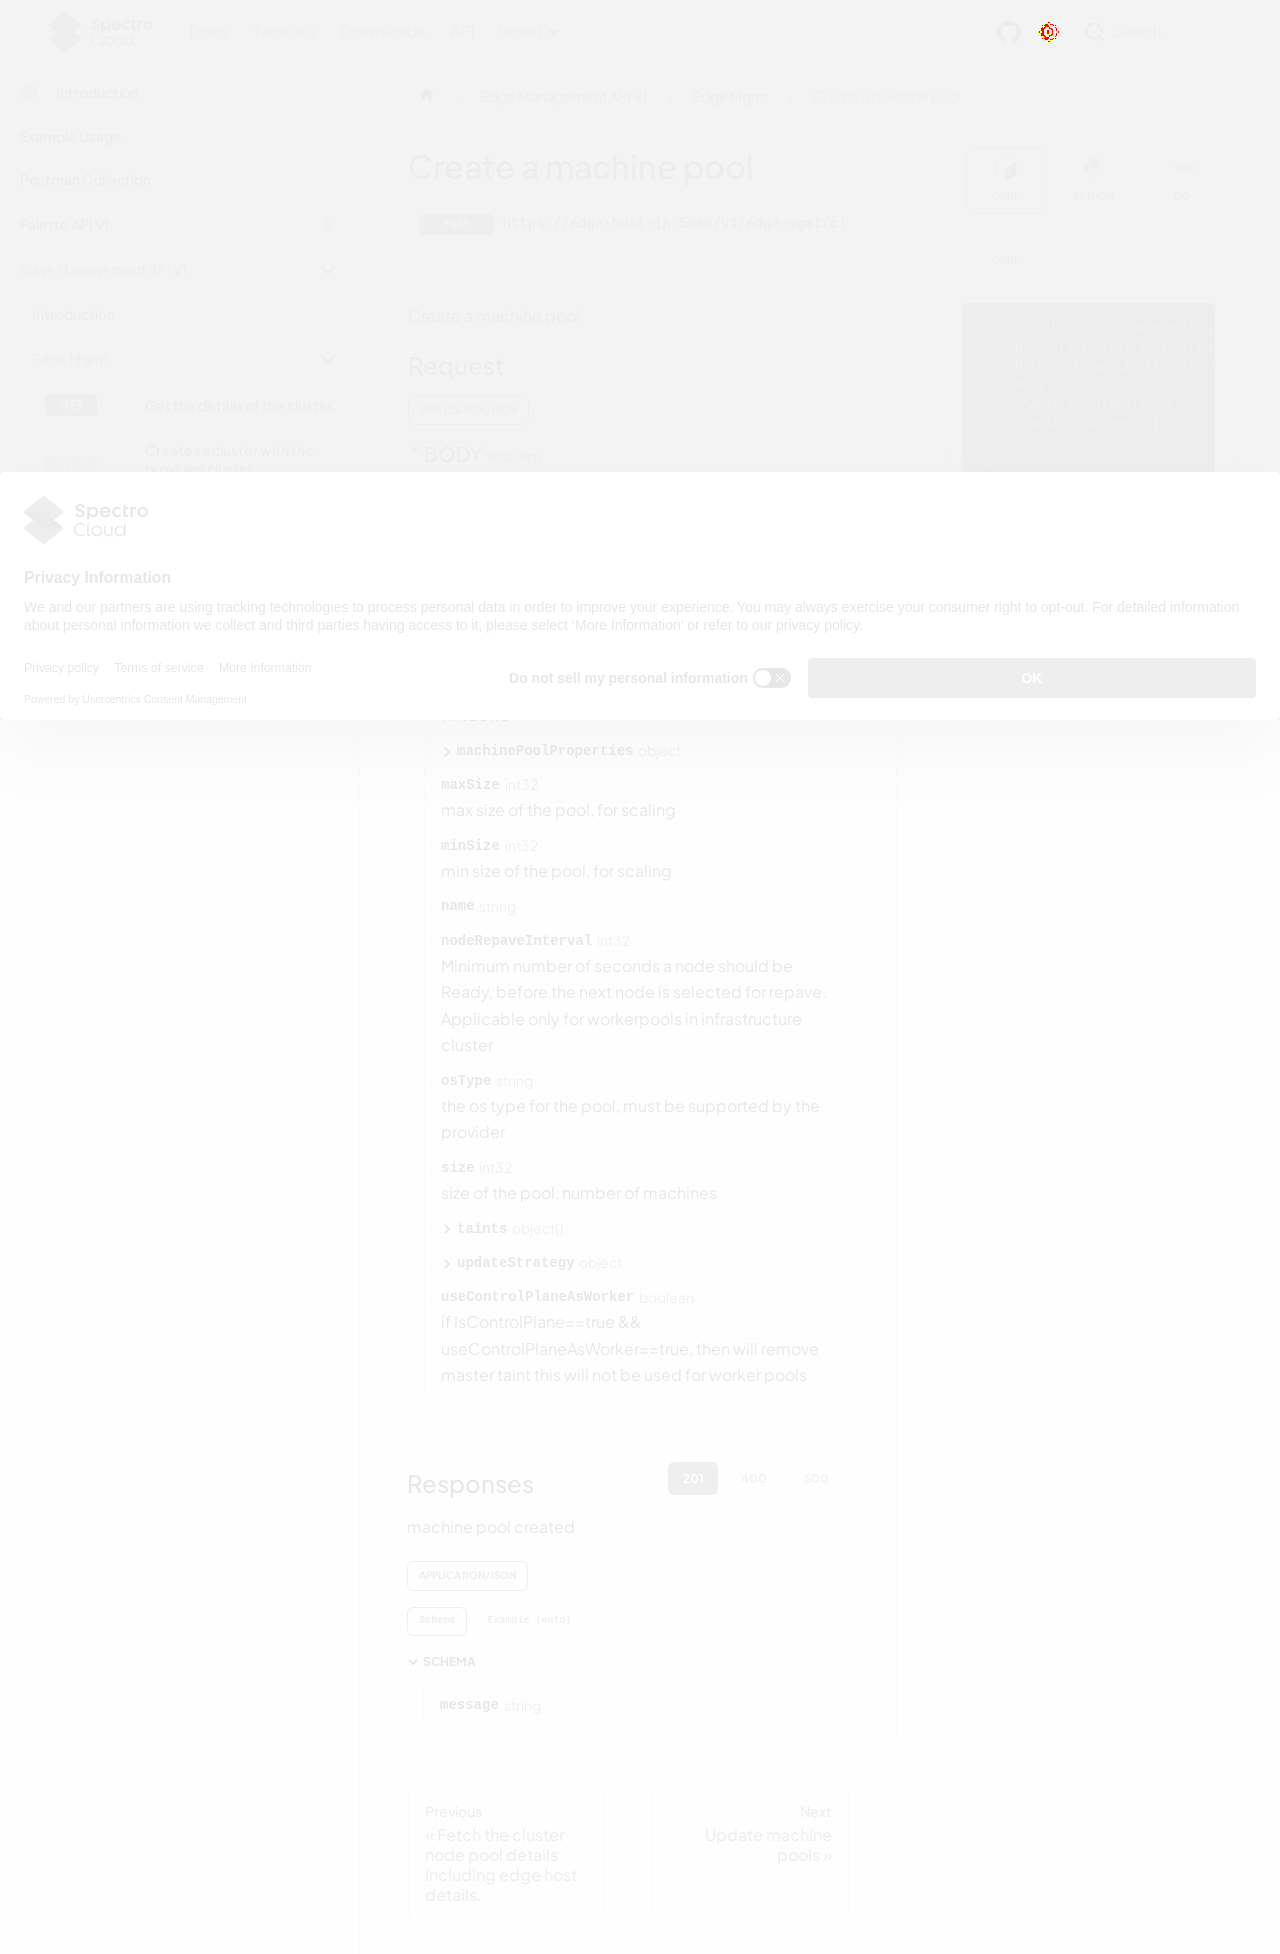 Spectro
Cloud
Docs Tutorials Downloads API latest
Search
Introduction
Example Usage
Postman Collection
Palette API V1
Edge Management API V1
Introduction
Edge Mgmt
GET Get the details of the cluster.
Creates a cluster with the
provided cluster
Edge Management API V1 Edge Mgmt Create a machine pool
Create a machine pool
POST https://edge-host-ip:5080/v1/edge-mgmt/cl
CURL PYTHON GO
CURL
Create a machine pool
Request
APPLICATION/JSON
BODY
Spectro
Cloud
Privacy Information
We and our partners are using tracking technologies to process personal data in order to improve your experience. You may always exercise your consumer right to opt-out. For detailed information
about personal information we collect and third parties having access to it, please select 'More Information' or refer to our privacy policy.
Privacy policy Terms of service More Information
Do not sell my personal information
OK
Powered by Usercentrics Consent Management
machinePoolProperties object
maxSize int32
max size of the pool, for scaling
minSize int32
min size of the pool, for scaling
name string
nodeRepaveInterval int32
Minimum number of seconds a node should be
Ready, before the next node is selected for repave.
Applicable only for workerpools in infrastructure
cluster
osType string
the os type for the pool, must be supported by the
provider
size int32
size of the pool, number of machines
taints object[]
updateStrategy object
useControlPlaneAsWorker boolean
if IsControlPlane==true &&
useControlPlaneAsWorker==true, then will remove
master taint this will not be used for worker pools
Responses
201 400 500
machine pool created
APPLICATION/JSON
Schema Example (auto)
SCHEMA
message string
Previous
« Fetch the cluster
node pool details
including edge host
details.
Next
Update machine
pools »